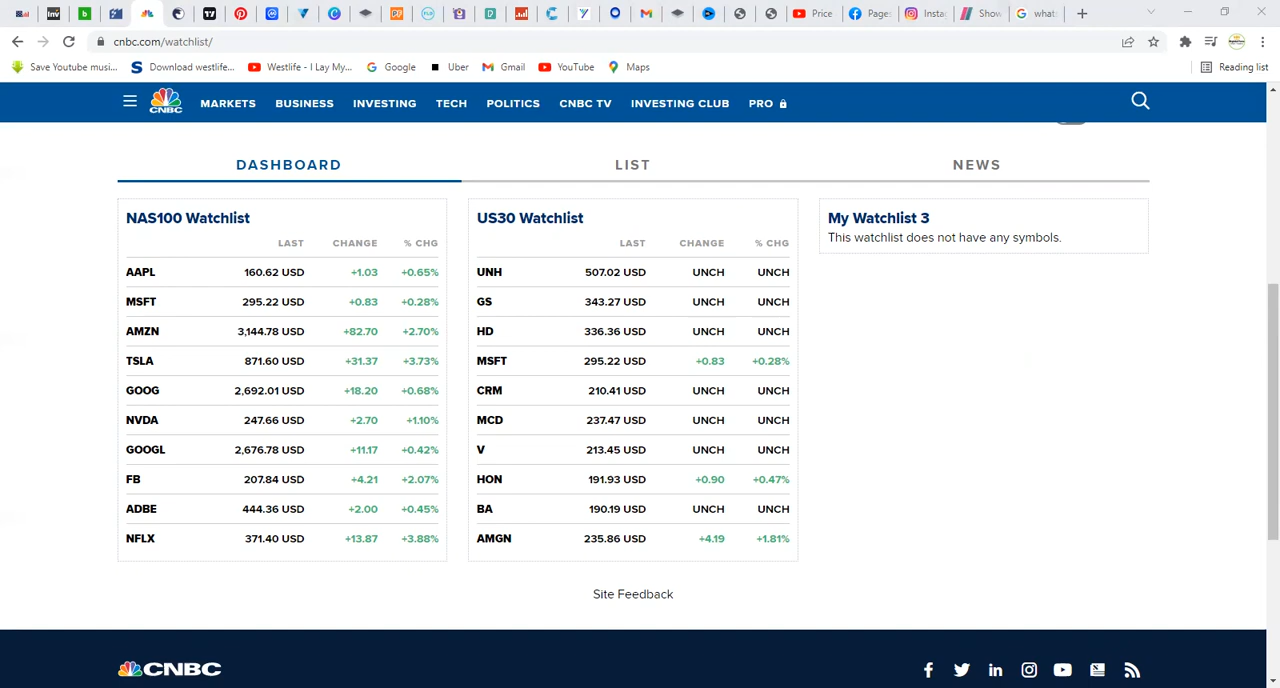 Price
Pages
Insta
Show
what
cnbc.com/watchlist/
Save Youtube musi...
Download westlife...
Westlife - I Lay My...
Google
Uber
Gmail
YouTube
Maps
Reading list
CNBC
MARKETS BUSINESS INVESTING TECH POLITICS CNBC TV INVESTING CLUB PRO
DASHBOARD LIST NEWS
NAS100 Watchlist
LAST CHANGE % CHG
AAPL 160.62 USD +1.03 +0.65%
MSFT 295.22 USD +0.83 +0.28%
AMZN 3,144.78 USD +82.70 +2.70%
TSLA 871.60 USD +31.37 +3.73%
GOOG 2,692.01 USD +18.20 +0.68%
NVDA 247.66 USD +2.70 +1.10%
GOOGL 2,676.78 USD +11.17 +0.42%
FB 207.84 USD +4.21 +2.07%
ADBE 444.36 USD +2.00 +0.45%
NFLX 371.40 USD +13.87 +3.88%
US30 Watchlist
LAST CHANGE % CHG
UNH 507.02 USD UNCH UNCH
GS 343.27 USD UNCH UNCH
HD 336.36 USD UNCH UNCH
MSFT 295.22 USD +0.83 +0.28%
CRM 210.41 USD UNCH UNCH
MCD 237.47 USD UNCH UNCH
V 213.45 USD UNCH UNCH
HON 191.93 USD +0.90 +0.47%
BA 190.19 USD UNCH UNCH
AMGN 235.86 USD +4.19 +1.81%
My Watchlist 3
This watchlist does not have any symbols.
Site Feedback
CNBC